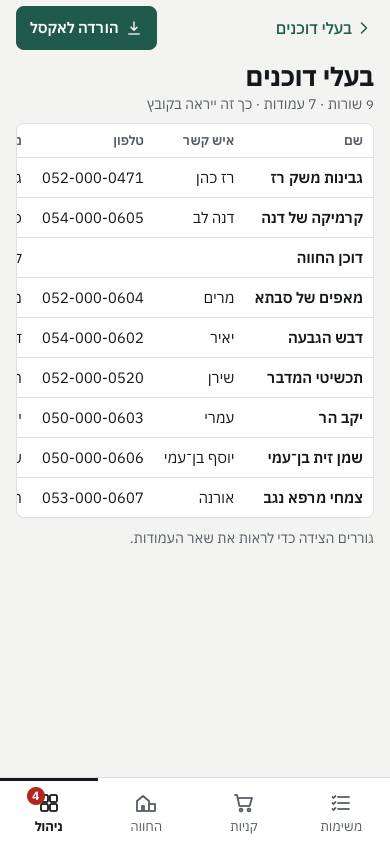 בעלי דוכנים
הורדה לאקסל
בעלי דוכנים
9 שורות · 7 עמודות · כך זה ייראה בקובץ
שם איש קשר טלפון
גבינות משק רז רז כהן 052-000-0471
קרמיקה של דנה דנה לב 054-000-0605
דוכן החווה
מאפים של סבתא מרים 052-000-0604
דבש הגבעה יאיר 054-000-0602
תכשיטי המדבר שירן 052-000-0520
יקב הר עמרי 050-000-0603
שמן זית בן־עמי יוסף בן־עמי 050-000-0606
צמחי מרפא נגב אורנה 053-000-0607
גוררים הצידה כדי לראות את שאר העמודות.
משימות קניות החווה ניהול 4